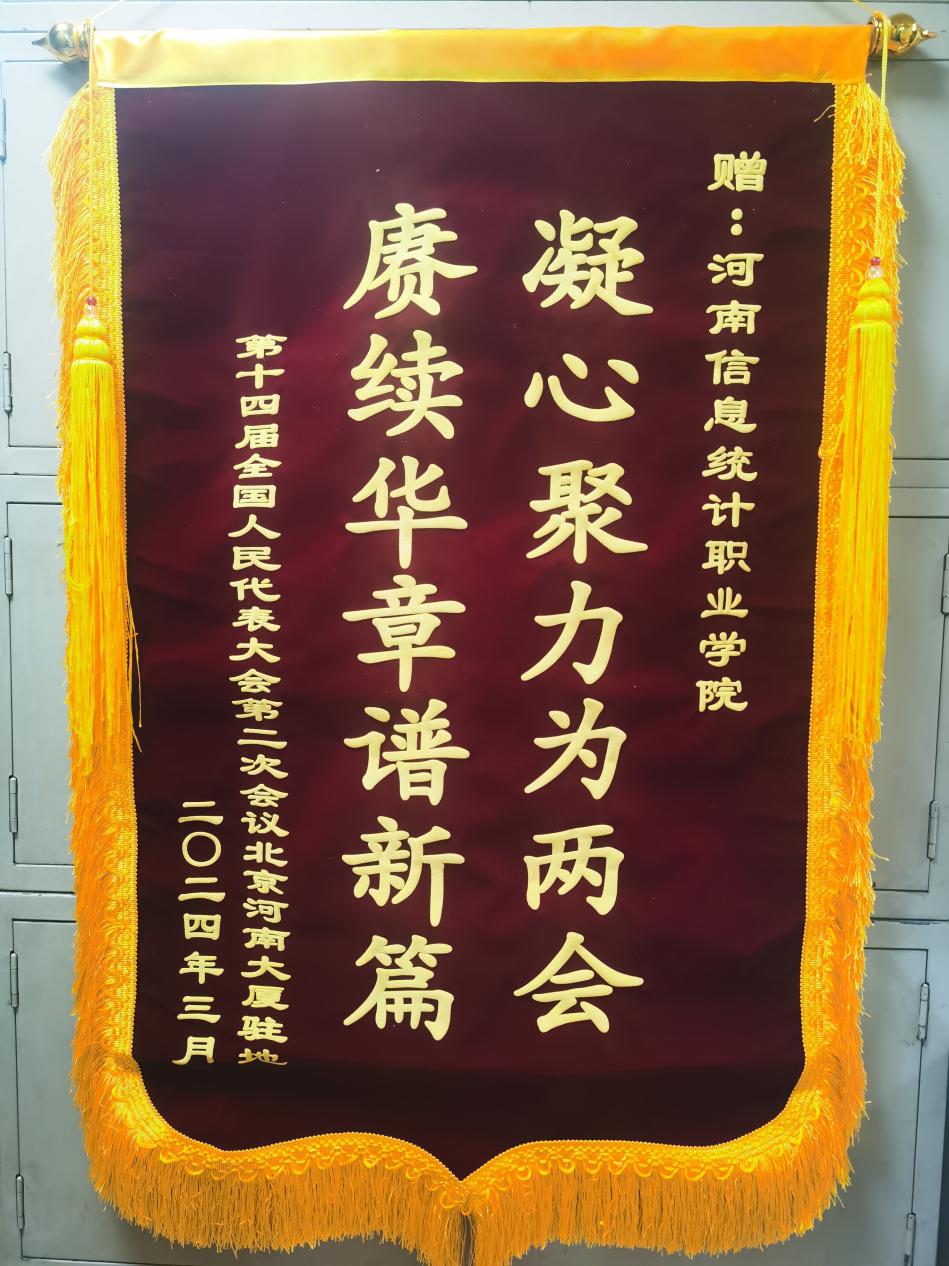 赠：河南信息统计职业学院
凝心聚力为两会
赓续华章谱新篇
第十四届全国人民代表大会第二次会议北京河南大厦驻地
二〇二四年三月